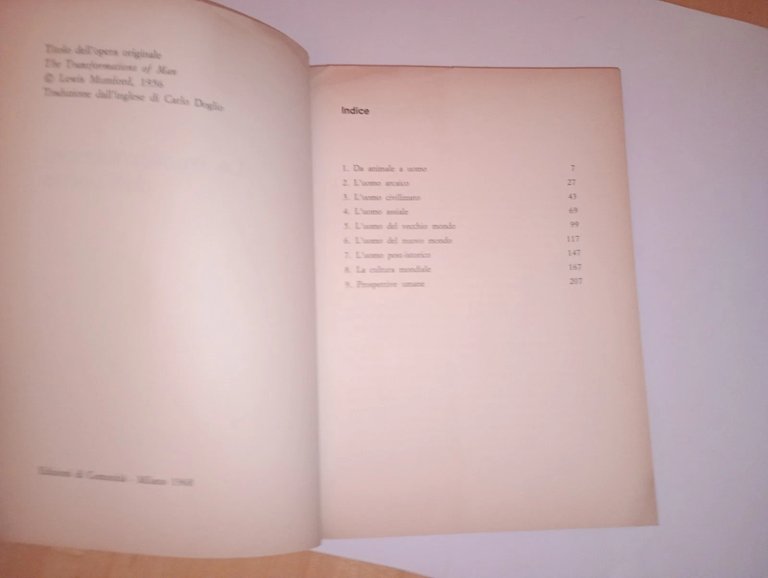 Titolo dell'opera originale
The Transformations of Man
© Lewis Mumford, 1956
Traduzione dall'inglese di Carlo Doglio
Edizioni di Comunità - Milano 1968
Indice
1. Da animale a uomo 7
2. L'uomo arcaico 27
3. L'uomo civilizzato 43
4. L'uomo assiale 69
5. L'uomo del vecchio mondo 99
6. L'uomo del nuovo mondo 117
7. L'uomo post-istorico 147
8. La cultura mondiale 167
9. Prospettive umane 207